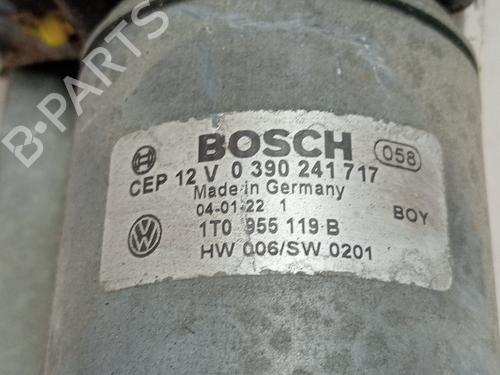 B-PARTS
BOSCH 058
CEP 12 V 0 390 241 717
Made in Germany
04-01-22 1 BOY
1T0 955 119 B
HW 006/SW 0201